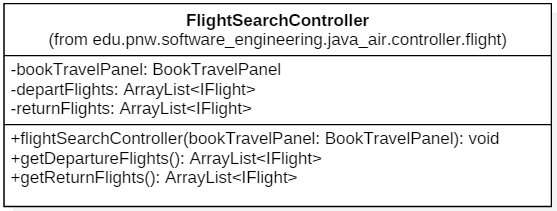 FlightSearchController
(from edu.pnw.software_engineering.java_air.controller.flight)
-bookTravelPanel: BookTravelPanel
-departFlights: ArrayList<IFlight>
-returnFlights: ArrayList<IFlight>
+flightSearchController(bookTravelPanel: BookTravelPanel): void
+getDepartureFlights(): ArrayList<IFlight>
+getReturnFlights(): ArrayList<IFlight>